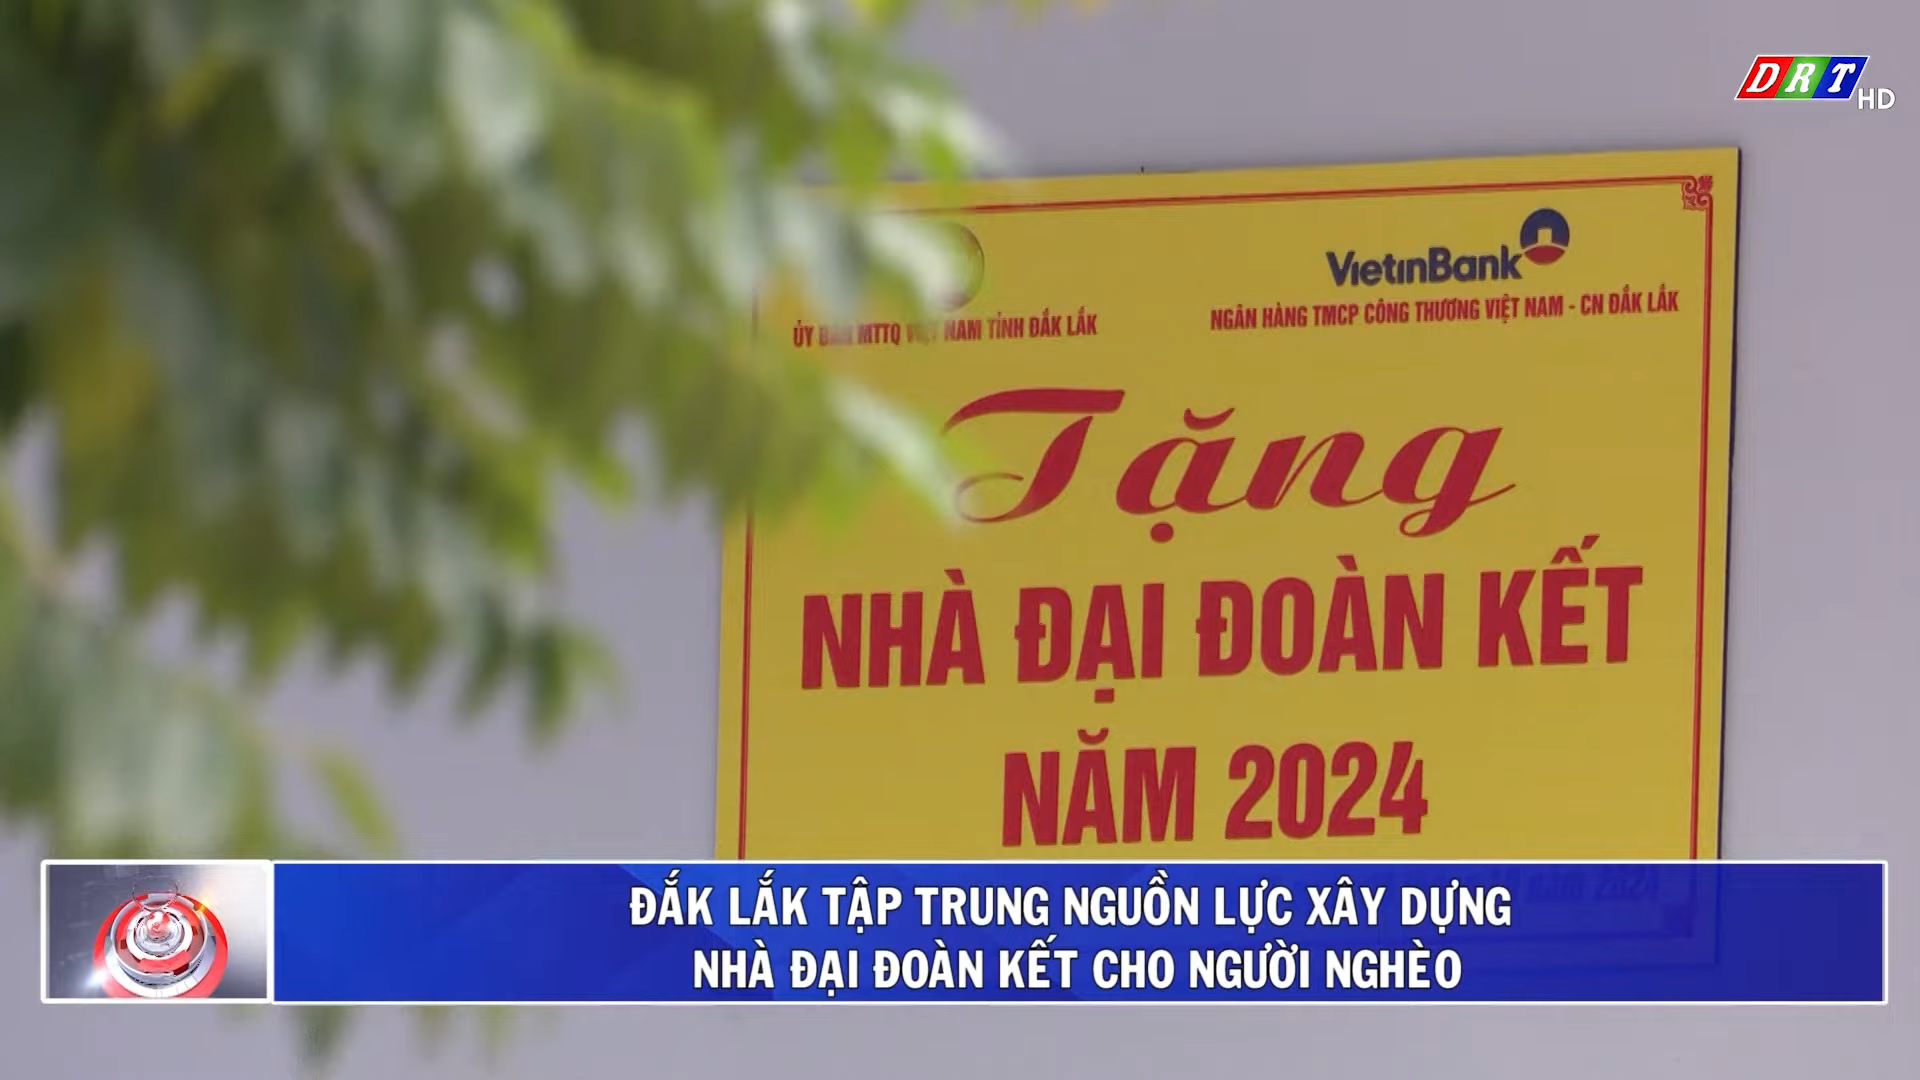 DRT HD
VietinBank
ỦY BAN MTTQ VIỆT NAM TỈNH ĐẮK LẮK
NGÂN HÀNG TMCP CÔNG THƯƠNG VIỆT NAM - CN ĐẮK LẮK
Tặng
NHÀ ĐẠI ĐOÀN KẾT
NĂM 2024
ĐẮK LẮK TẬP TRUNG NGUỒN LỰC XÂY DỰNG
NHÀ ĐẠI ĐOÀN KẾT CHO NGƯỜI NGHÈO